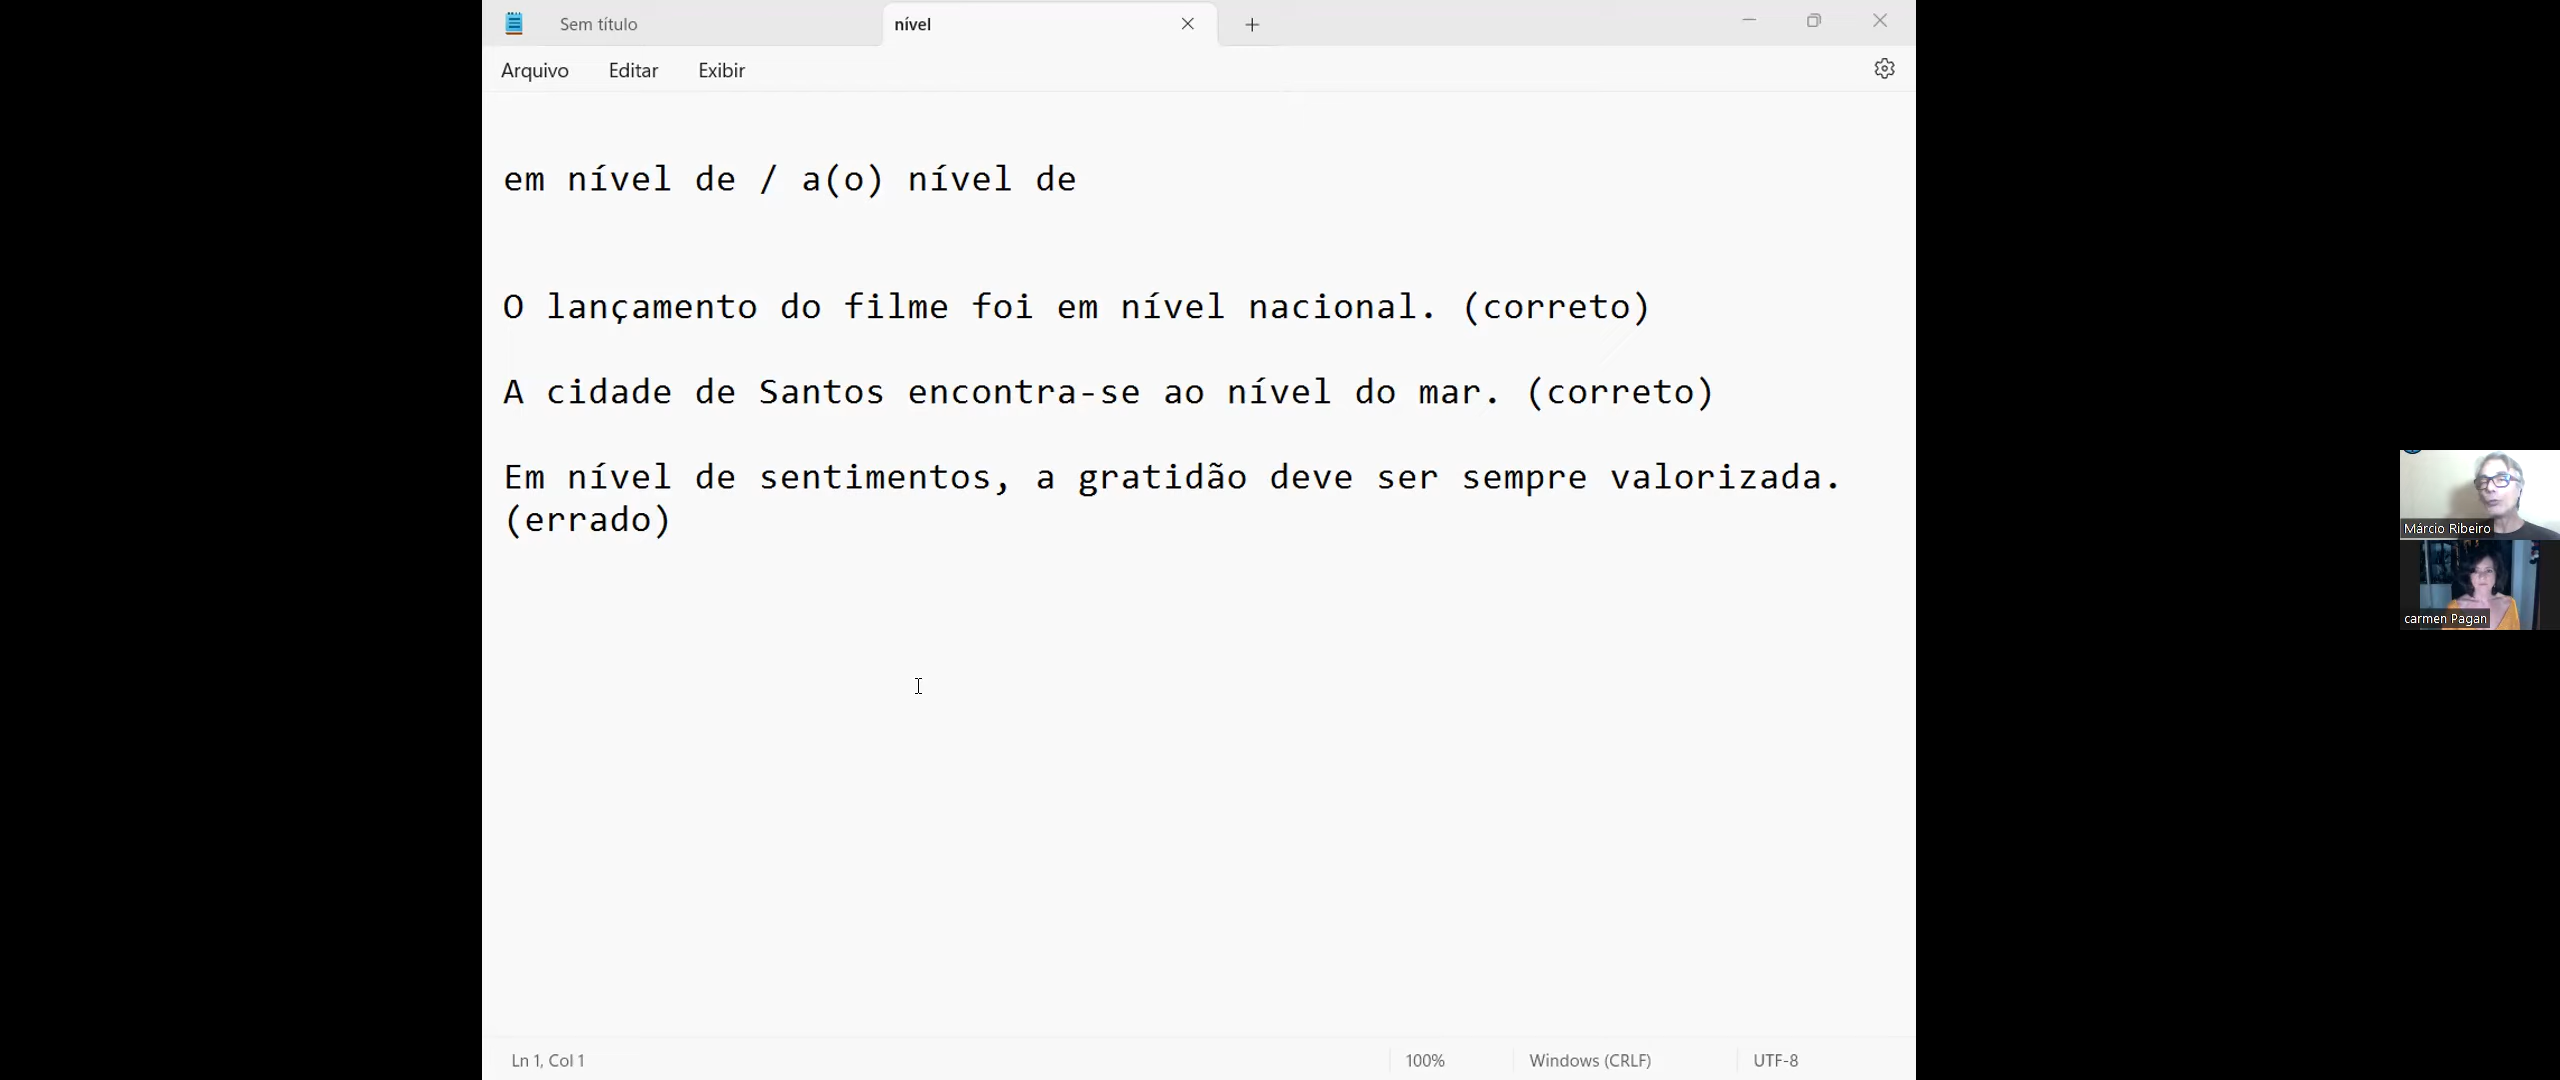 Sem título
nível
Arquivo Editar Exibir
em nível de / a(o) nível de
O lançamento do filme foi em nível nacional. (correto)
A cidade de Santos encontra-se ao nível do mar. (correto)
Em nível de sentimentos, a gratidão deve ser sempre valorizada.
(errado)
Márcio Ribeiro
carmen Pagan
Ln 1, Col 1 100% Windows (CRLF) UTF-8